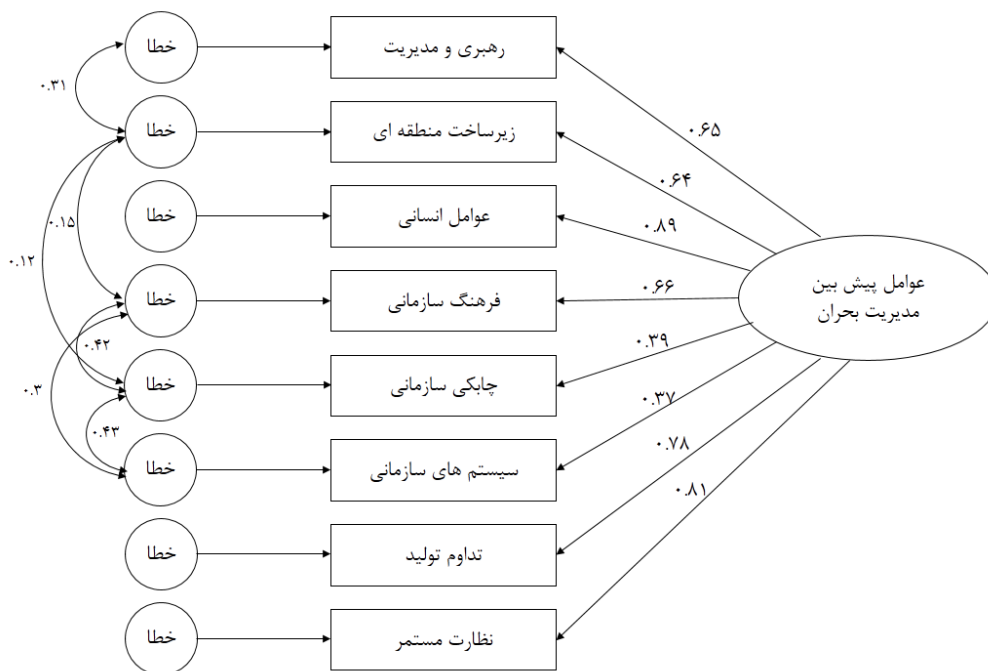 خطا
رهبری و مدیریت
۰.۳۱
۰.۶۵
خطا
زیرساخت منطقه ای
۰.۶۴
خطا
عوامل انسانی
۰.۱۵
۰.۸۹
۰.۱۲
عوامل پیش بین
مدیریت بحران
خطا
فرهنگ سازمانی
۰.۶۶
۰.۴۲
۰.۳۹
خطا
چابکی سازمانی
۰.۳
۰.۳۷
۰.۴۳
خطا
سیستم های سازمانی
۰.۷۸
۰.۸۱
خطا
تداوم تولید
خطا
نظارت مستمر